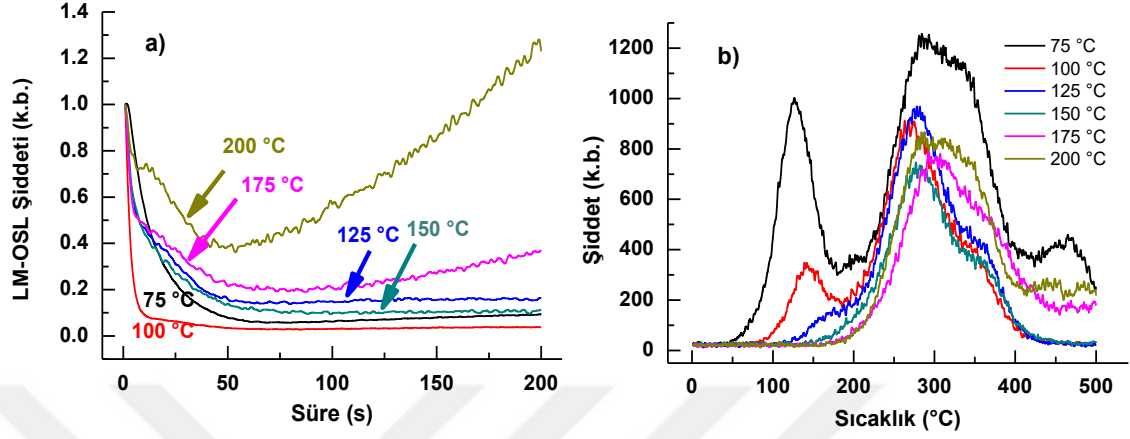 a)
LM-OSL Şiddeti (k.b.)
1.4
1.2
1.0
0.8
0.6
0.4
0.2
0.0
200 °C
175 °C
125 °C
150 °C
75 °C
100 °C
0 50 100 150 200
Süre (s)
b)
Şiddet (k.b.)
1200
1000
800
600
400
200
0
75 °C
100 °C
125 °C
150 °C
175 °C
200 °C
0 100 200 300 400 500
Sıcaklık (°C)